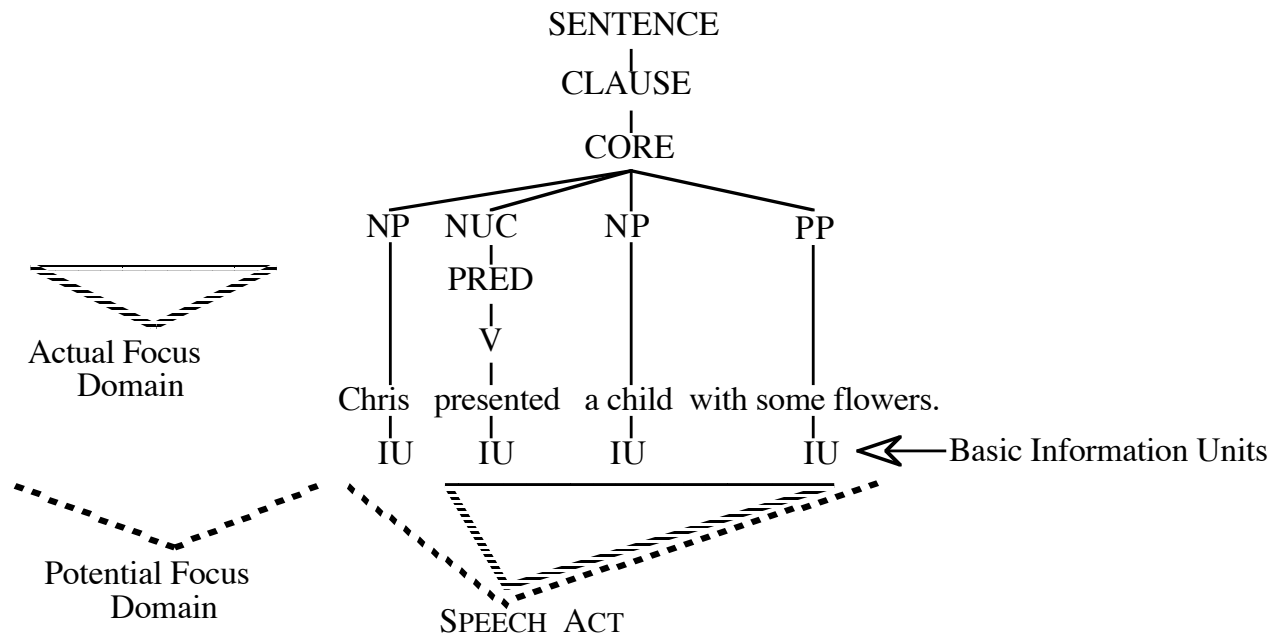 SENTENCE
CLAUSE
CORE
NP NUC NP PP
PRED
V
Actual Focus
Domain
Chris presented a child with some flowers.
IU IU IU IU Basic Information Units
Potential Focus
Domain
SPEECH ACT